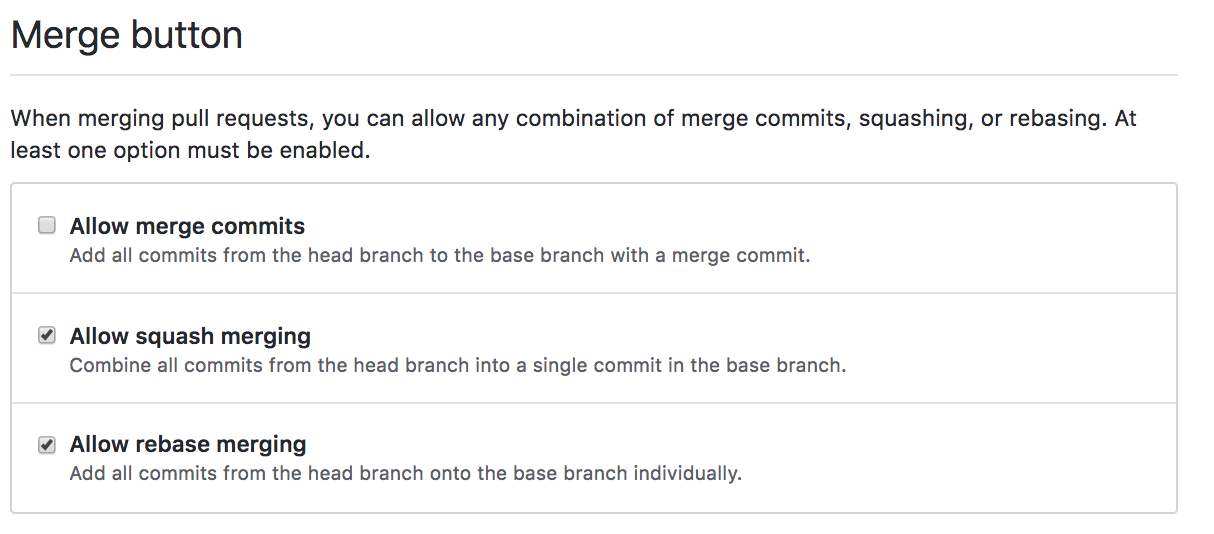 Merge button
When merging pull requests, you can allow any combination of merge commits, squashing, or rebasing. At
least one option must be enabled.
Allow merge commits
Add all commits from the head branch to the base branch with a merge commit.
Allow squash merging
Combine all commits from the head branch into a single commit in the base branch.
Allow rebase merging
Add all commits from the head branch onto the base branch individually.